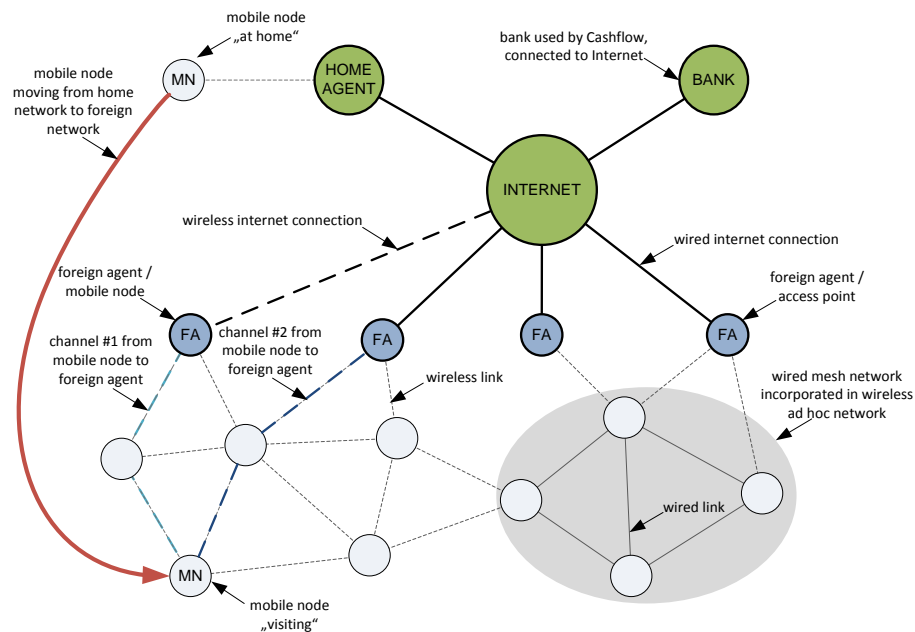 mobile node
„at home“
bank used by Cashflow,
connected to Internet
mobile node
moving from home
network to foreign
network
MN
HOME
AGENT
BANK
INTERNET
wireless internet connection
wired internet connection
foreign agent /
mobile node
foreign agent /
access point
FA
FA
FA
FA
channel #1 from
mobile node to
foreign agent
channel #2 from
mobile node to
foreign agent
wireless link
wired mesh network
incorporated in wireless
ad hoc network
wired link
MN
mobile node
„visiting“